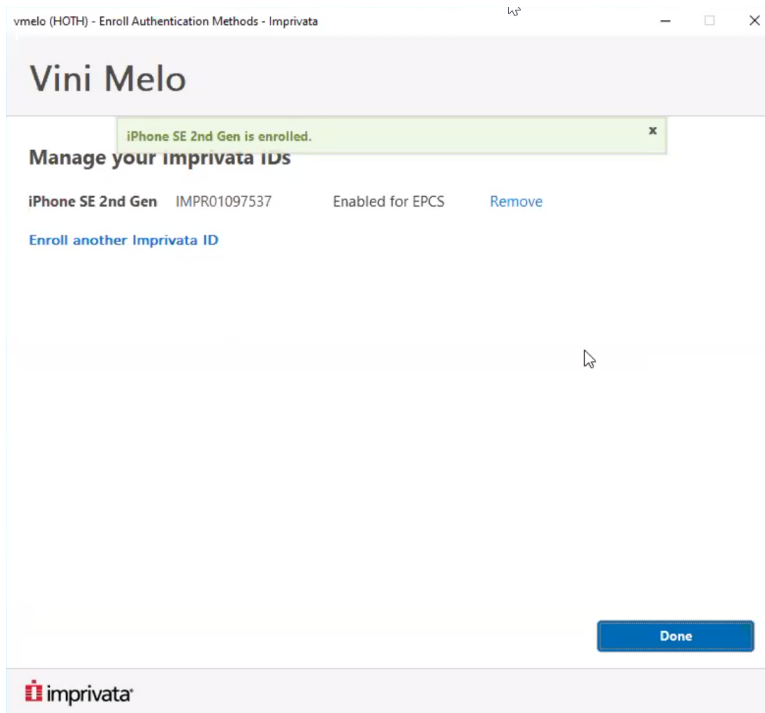 vmelo (HOTH) - Enroll Authentication Methods - Imprivata
Vini Melo
iPhone SE 2nd Gen is enrolled. x
Manage your Imprivata IDs
iPhone SE 2nd Gen IMPR01097537 Enabled for EPCS Remove
Enroll another Imprivata ID
Done
imprivata